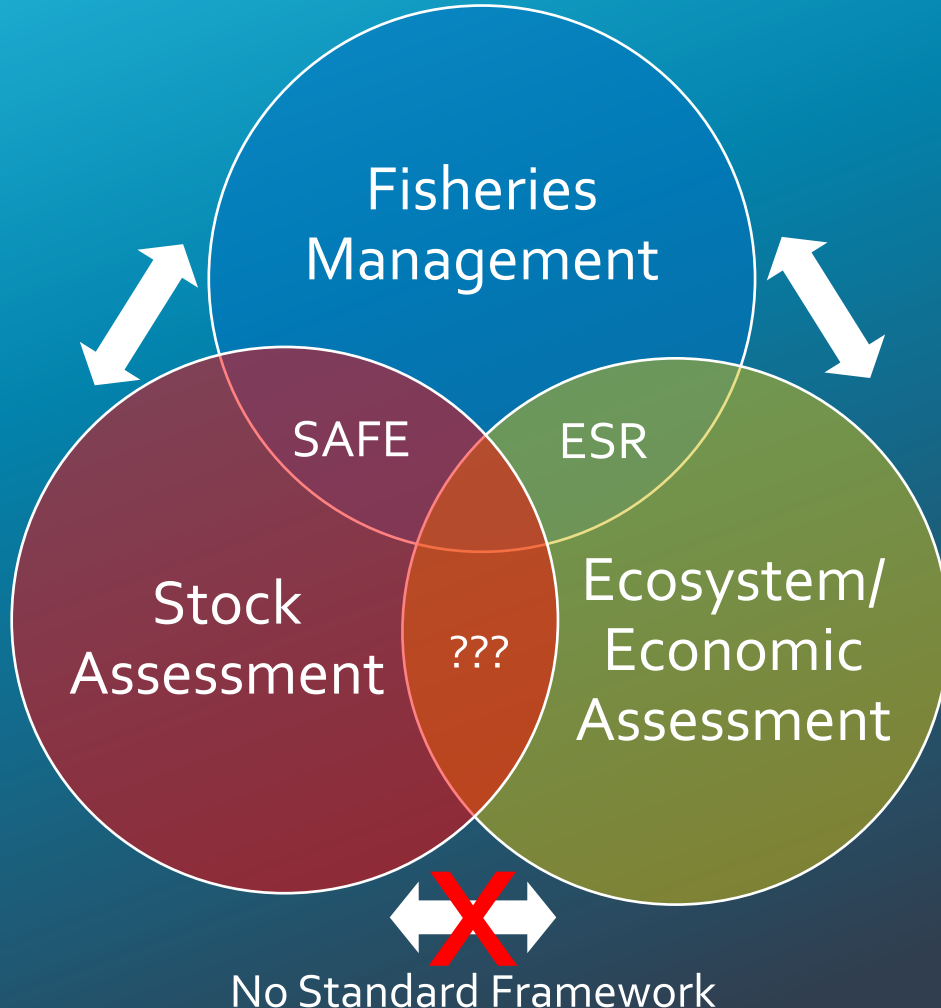 Fisheries
Management
SAFE
ESR
Stock
Assessment
???
Ecosystem/
Economic
Assessment
X
No Standard Framework